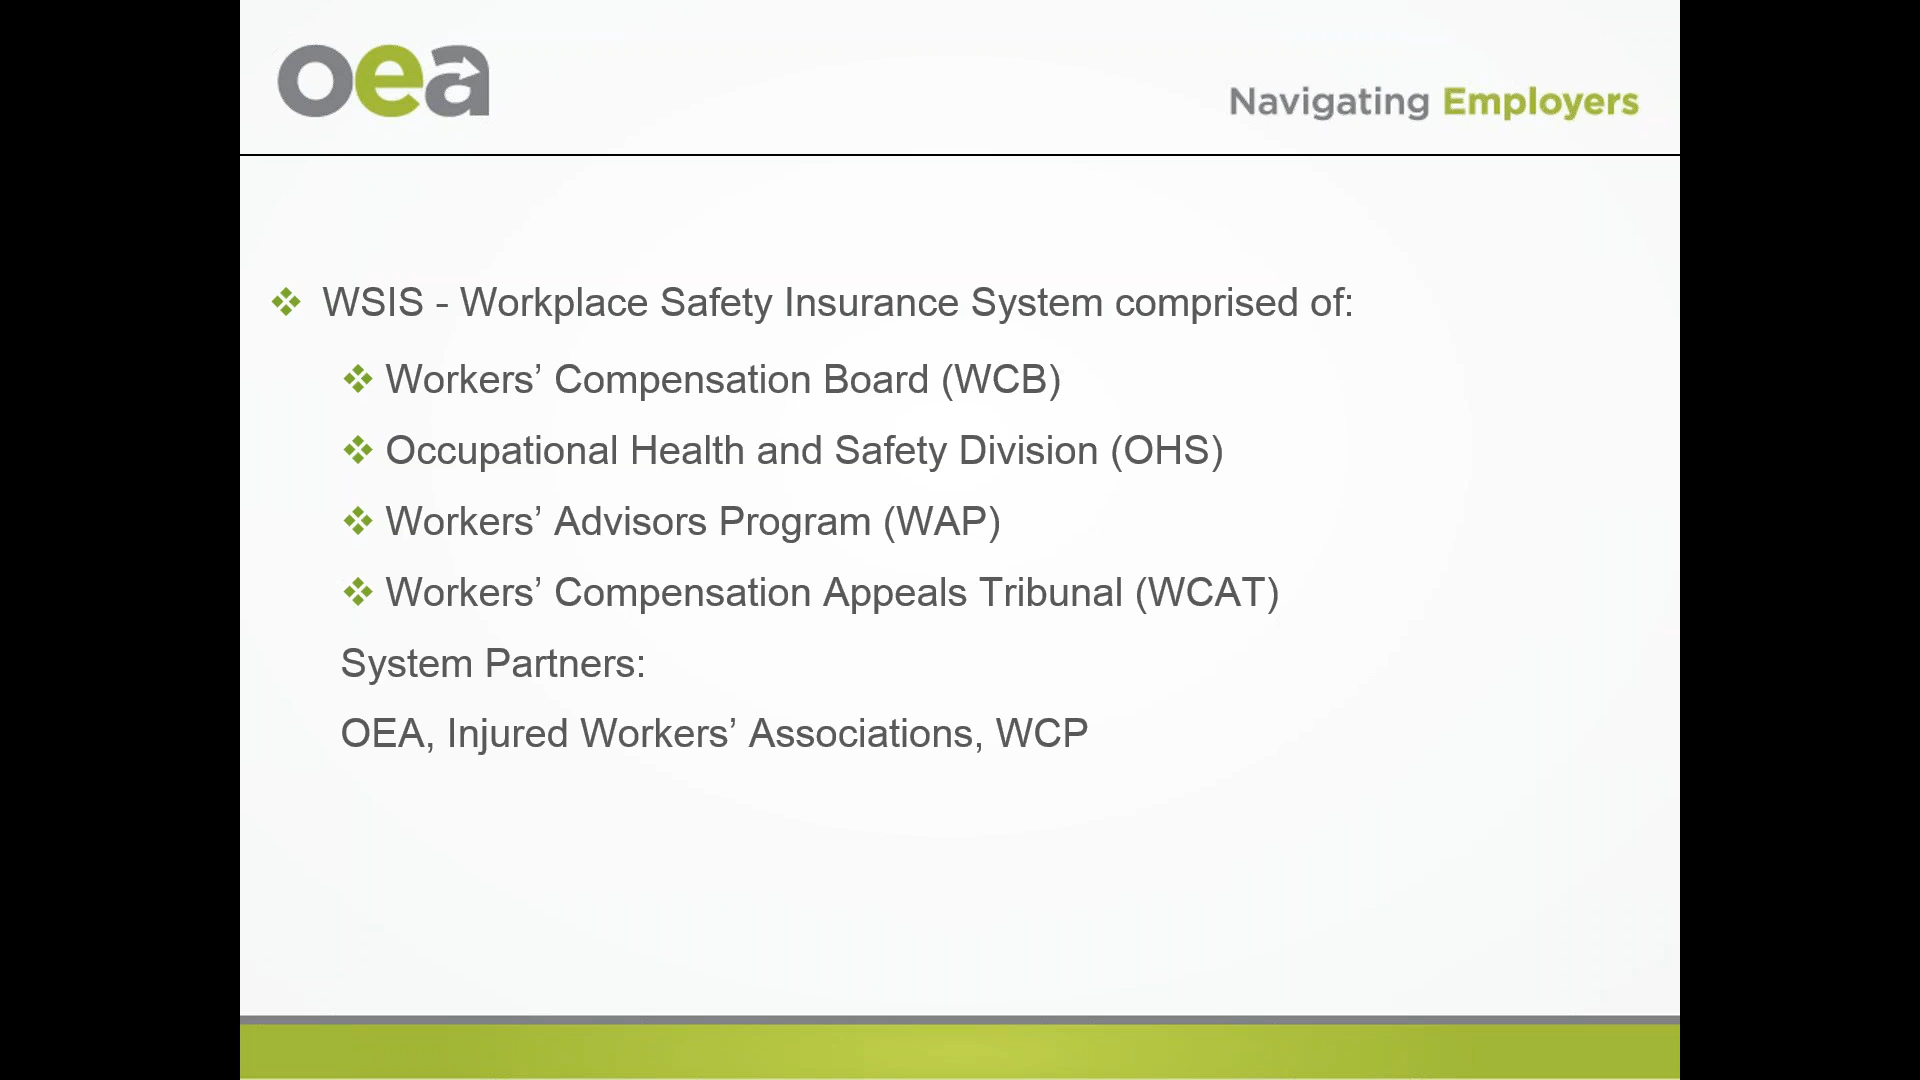 oea
Navigating Employers
WSIS - Workplace Safety Insurance System comprised of:
Workers’ Compensation Board (WCB)
Occupational Health and Safety Division (OHS)
Workers’ Advisors Program (WAP)
Workers’ Compensation Appeals Tribunal (WCAT)
System Partners:
OEA, Injured Workers’ Associations, WCP